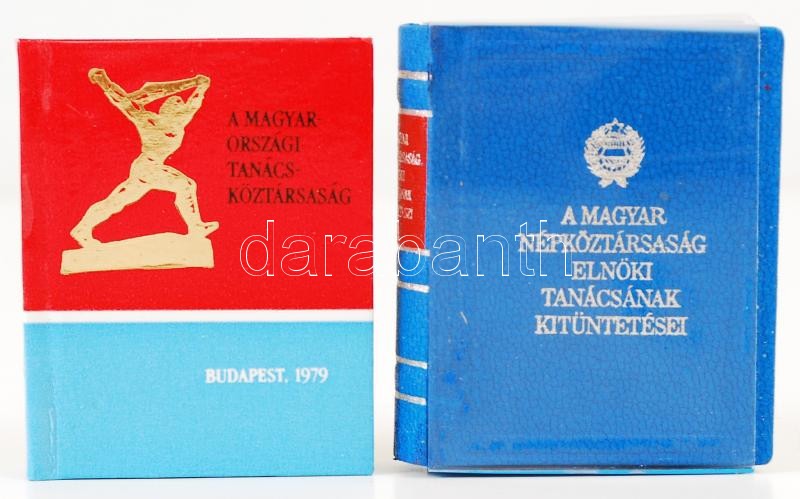 A MAGYAR-
ORSZÁGI
TANÁCS-
KÖZTÁRSASÁG
BUDAPEST, 1979
A MAGYAR
NÉPKÖZTÁRSASÁG
ELNÖKI
TANÁCSÁNAK
KITÜNTETÉSEI
darabanth